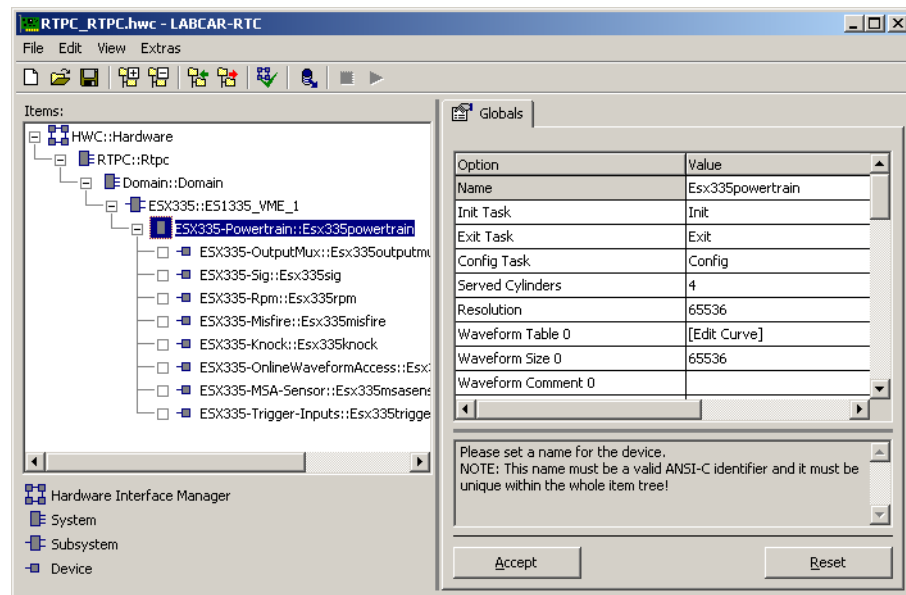 RTPC_RTPC.hwc - LABCAR-RTC
File Edit View Extras
Items:
HWC::Hardware
RTPC::Rtpc
Domain::Domain
ESX335::ES1335_VME_1
ESX335-Powertrain::Esx335powertrain
ESX335-OutputMux::Esx335outputmu
ESX335-Sig::Esx335sig
ESX335-Rpm::Esx335rpm
ESX335-Misfire::Esx335misfire
ESX335-Knock::Esx335knock
ESX335-OnlineWaveformAccess::Esx
ESX335-MSA-Sensor::Esx335msasens
ESX335-Trigger-Inputs::Esx335trigge
Hardware Interface Manager
System
Subsystem
Device
Globals
Option Value
Name Esx335powertrain
Init Task Init
Exit Task Exit
Config Task Config
Served Cylinders 4
Resolution 65536
Waveform Table 0 [Edit Curve]
Waveform Size 0 65536
Waveform Comment 0
Please set a name for the device.
NOTE: This name must be a valid ANSI-C identifier and it must be
unique within the whole item tree!
Accept Reset